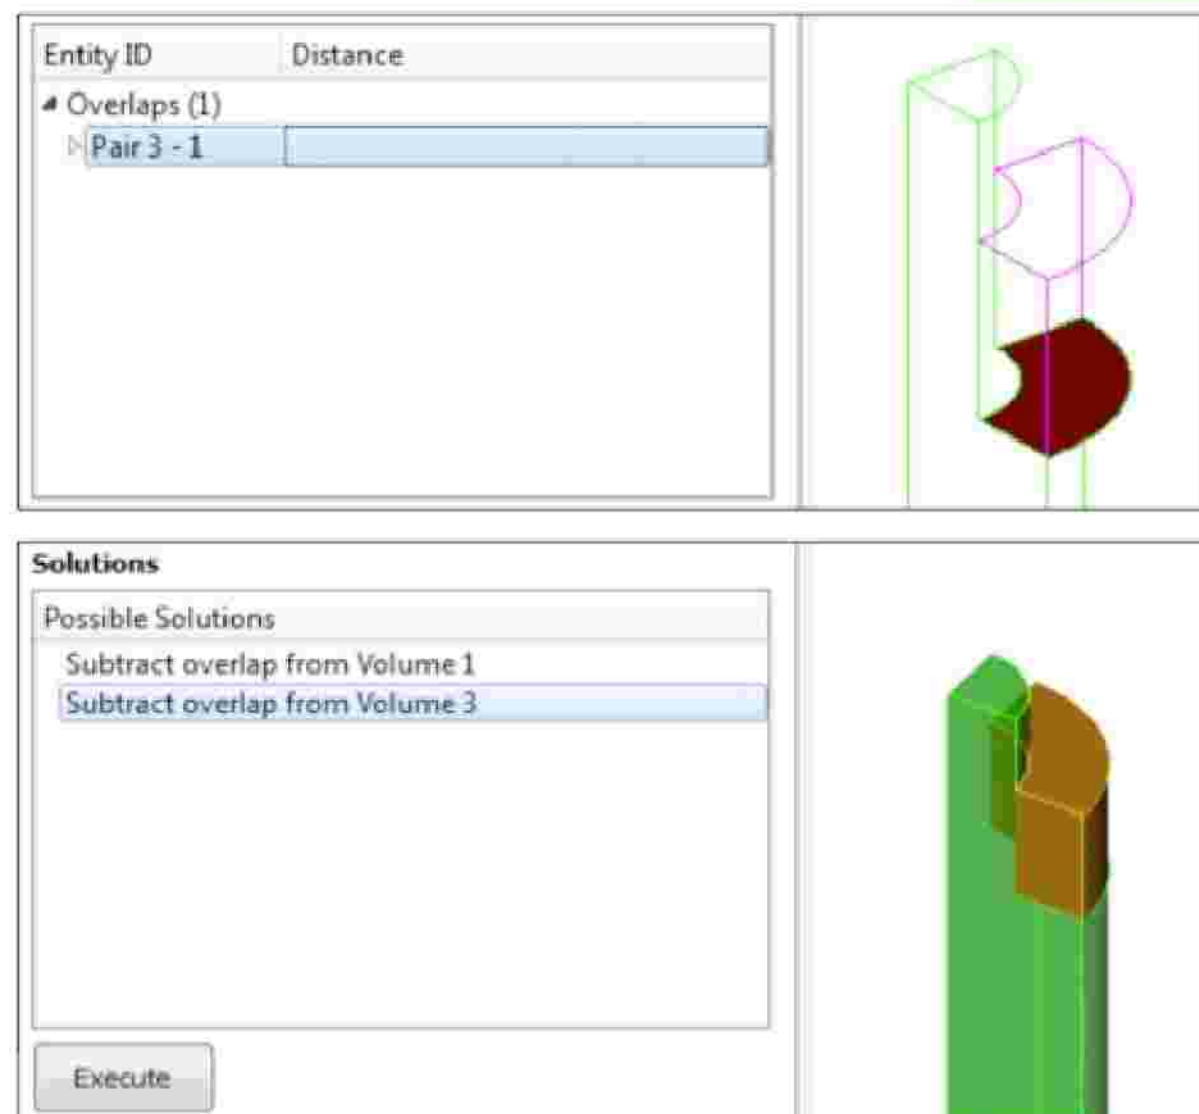 Entity ID Distance
Overlaps (1)
Pair 3 - 1
Solutions
Possible Solutions
Subtract overlap from Volume 1
Subtract overlap from Volume 3
Execute